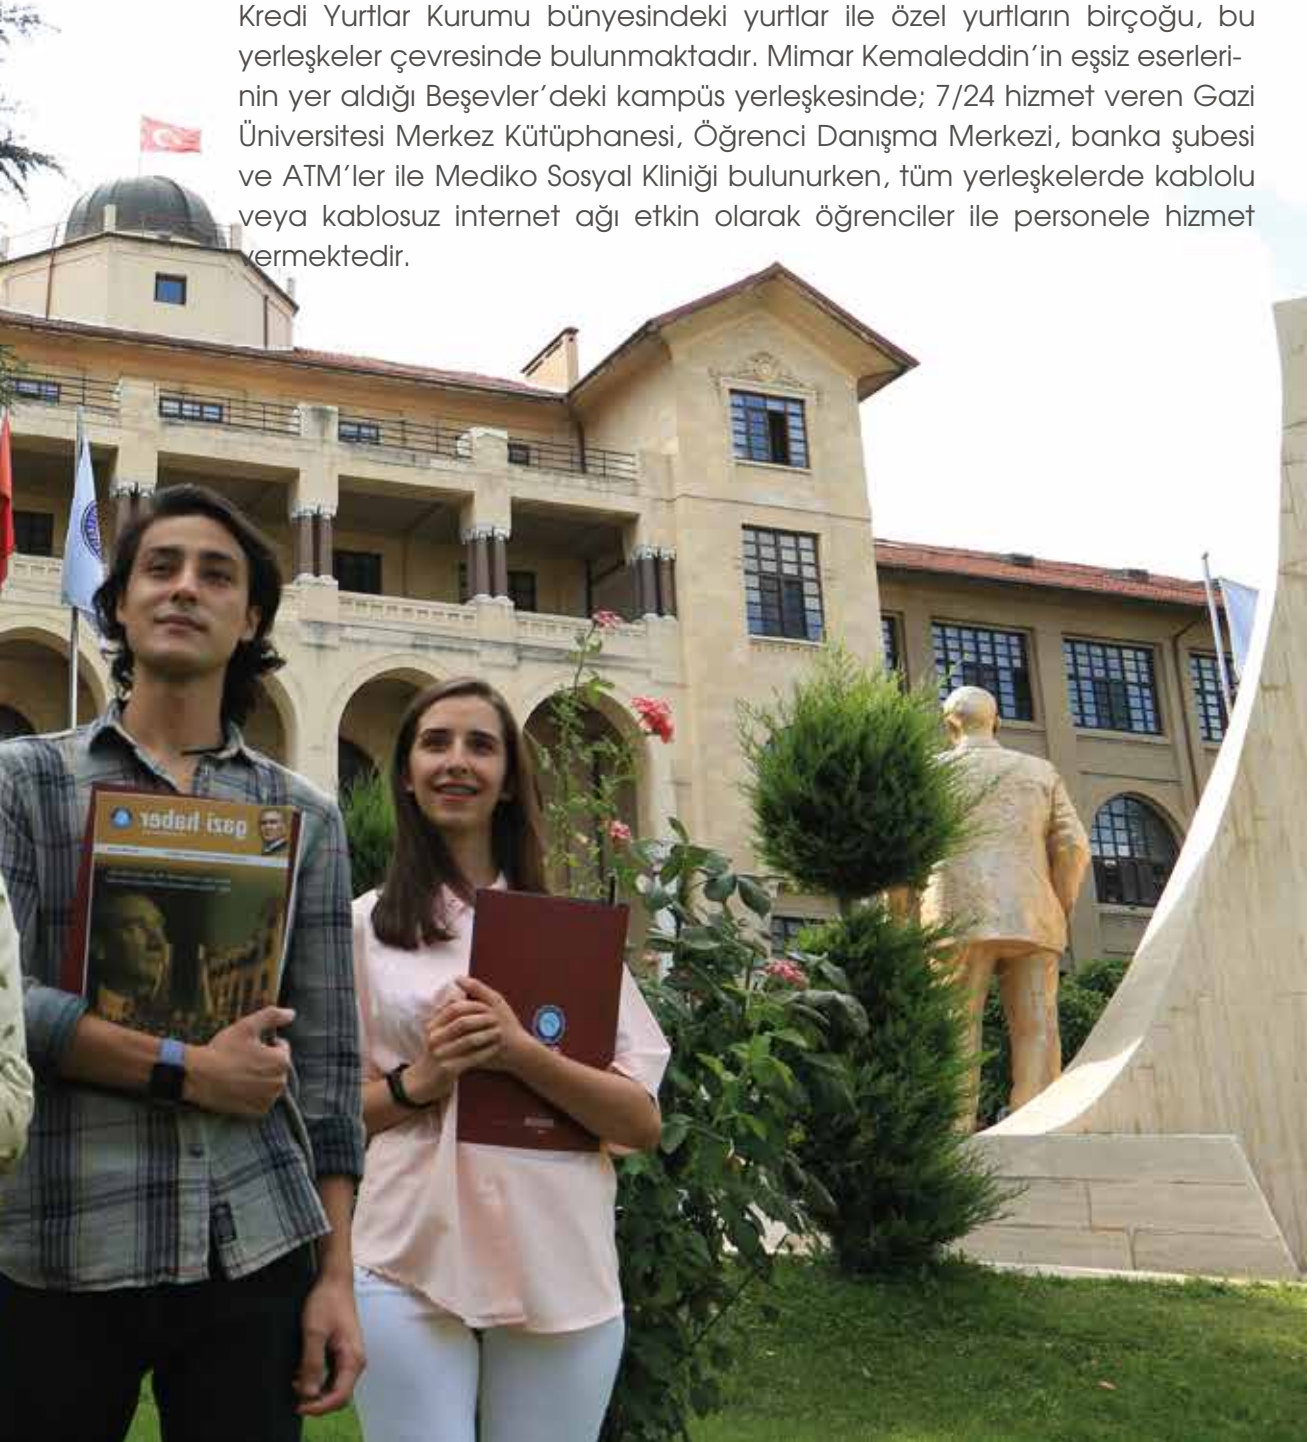 Kredi Yurtlar Kurumu bünyesindeki yurtlar ile özel yurtların birçoğu, bu
yerleşkeler çevresinde bulunmaktadır. Mimar Kemaleddin’in eşsiz eserleri-
nin yer aldığı Beşevler’deki kampüs yerleşkesinde; 7/24 hizmet veren Gazi
Üniversitesi Merkez Kütüphanesi, Öğrenci Danışma Merkezi, banka şubesi
ve ATM’ler ile Mediko Sosyal Kliniği bulunurken, tüm yerleşkelerde kablolu
veya kablosuz internet ağı etkin olarak öğrenciler ile personele hizmet
vermektedir.
gazi haber